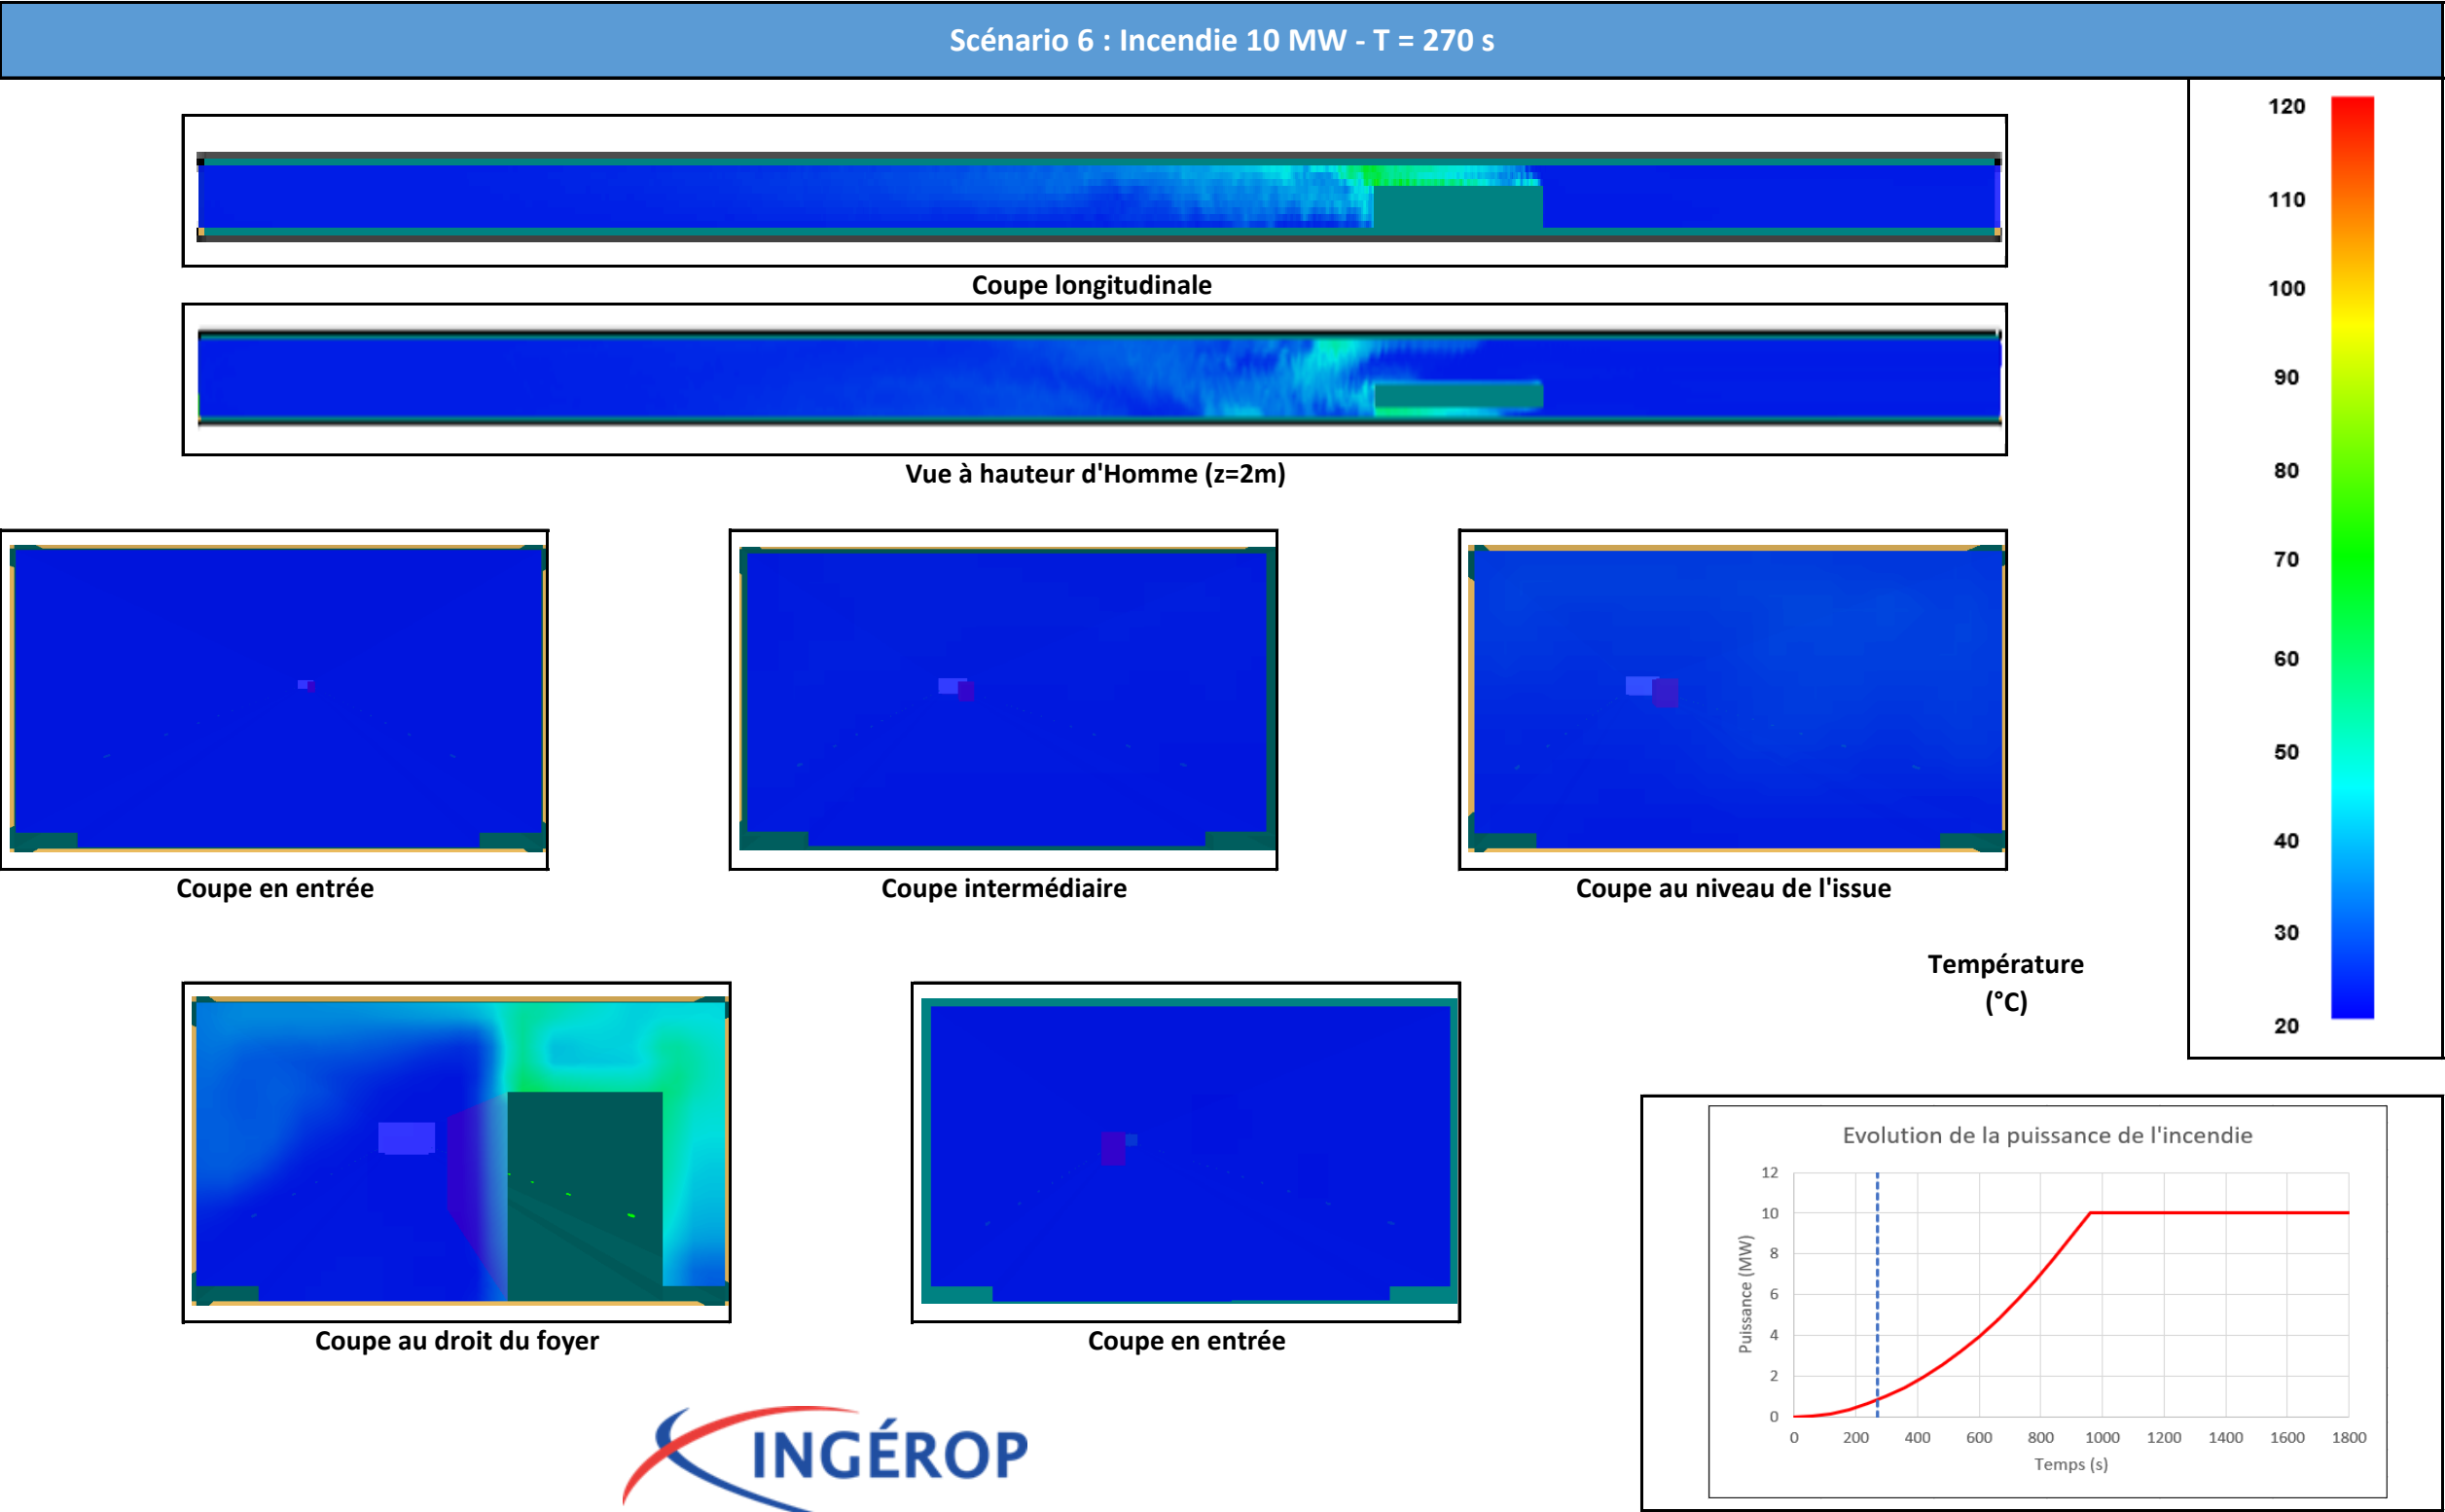 Scénario 6 : Incendie 10 MW - T = 270 s
Coupe longitudinale
Vue à hauteur d'Homme (z=2m)
Coupe en entrée
Coupe intermédiaire
Coupe au niveau de l'issue
Coupe au droit du foyer
Coupe en entrée
120
110
100
90
80
70
60
50
40
30
20
Température
(°C)
Evolution de la puissance de l'incendie
Puissance (MW)
12
10
8
6
4
2
0
0 200 400 600 800 1000 1200 1400 1600 1800
Temps (s)
INGÉROP